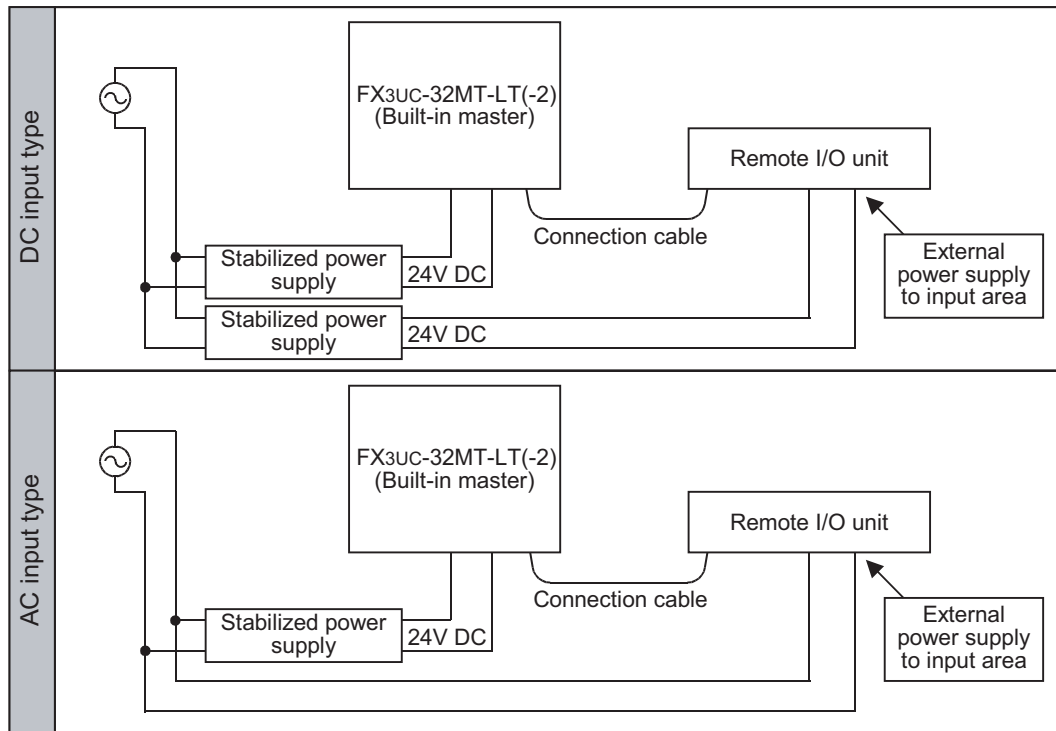 DC input type
FX3UC-32MT-LT(-2)
(Built-in master)
Remote I/O unit
Connection cable
Stabilized power
supply
24V DC
External
power supply
to input area
Stabilized power
supply
24V DC
AC input type
FX3UC-32MT-LT(-2)
(Built-in master)
Remote I/O unit
Connection cable
Stabilized power
supply
24V DC
External
power supply
to input area